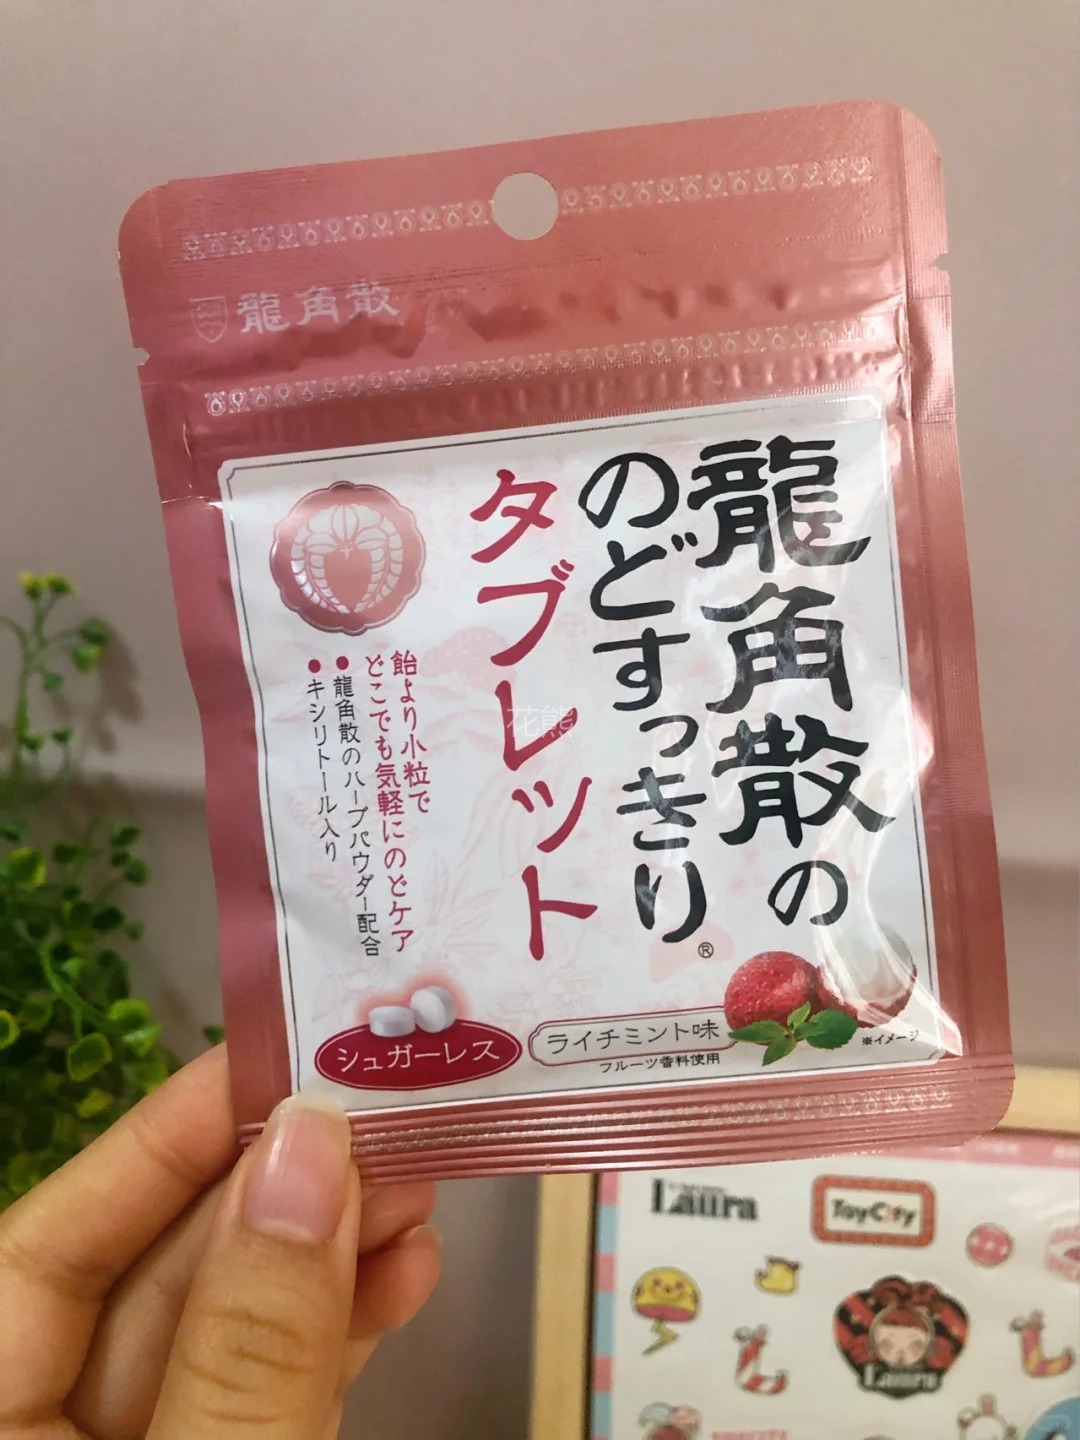 龍角散
龍角散の
のどすっきり®
タブレット
飴より小粒で
どこでも気軽にのどケア
●龍角散のハーブパウダー配合
●キシリトール入り
シュガーレス
ライチミント味
フルーツ香料使用
※イメージ
花熊
Laura
ToyCity
Laura